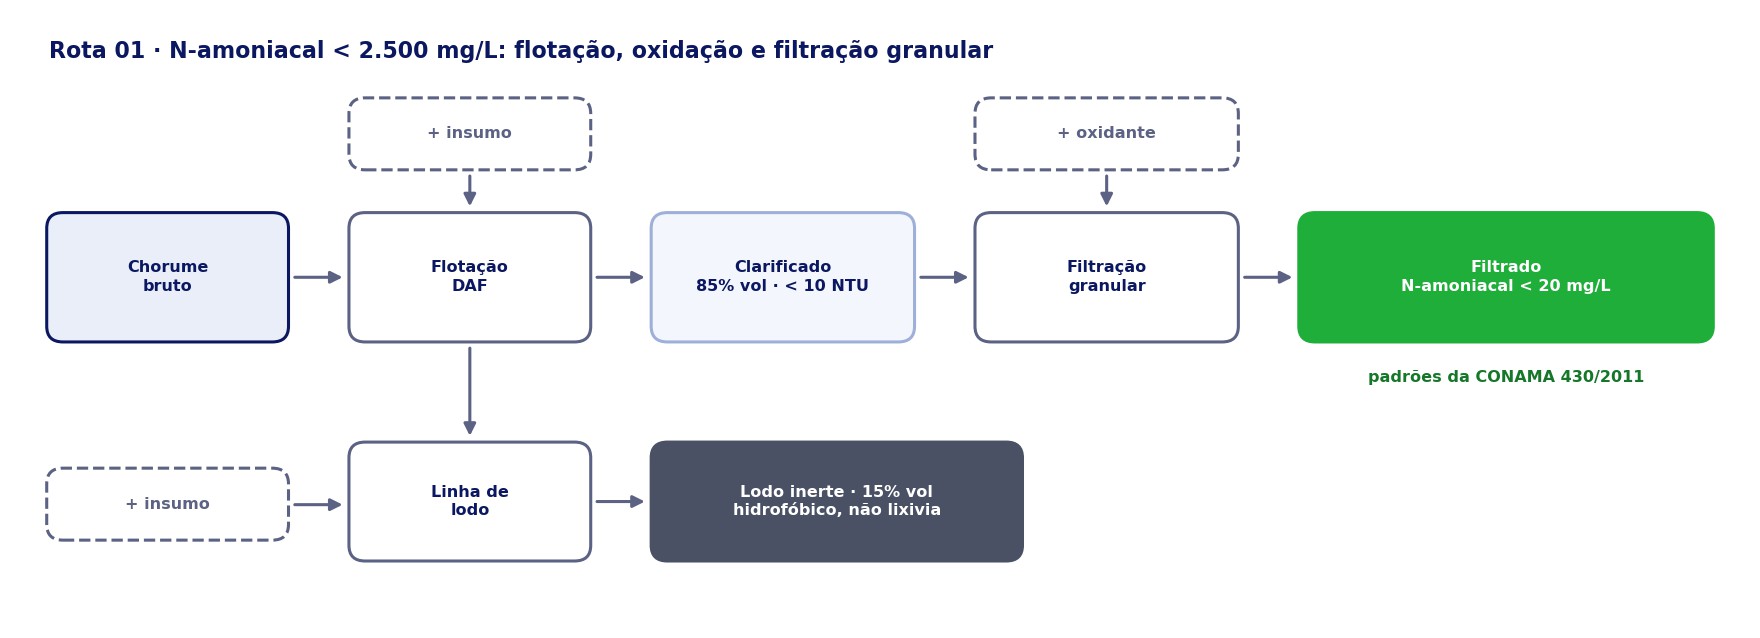 Rota 01 · N-amoniacal < 2.500 mg/L: flotação, oxidação e filtração granular
+ insumo
+ oxidante
Chorume
bruto
Flotação
DAF
Clarificado
85% vol · < 10 NTU
Filtração
granular
Filtrado
N-amoniacal < 20 mg/L
padrões da CONAMA 430/2011
+ insumo
Linha de
lodo
Lodo inerte · 15% vol
hidrofóbico, não lixivia